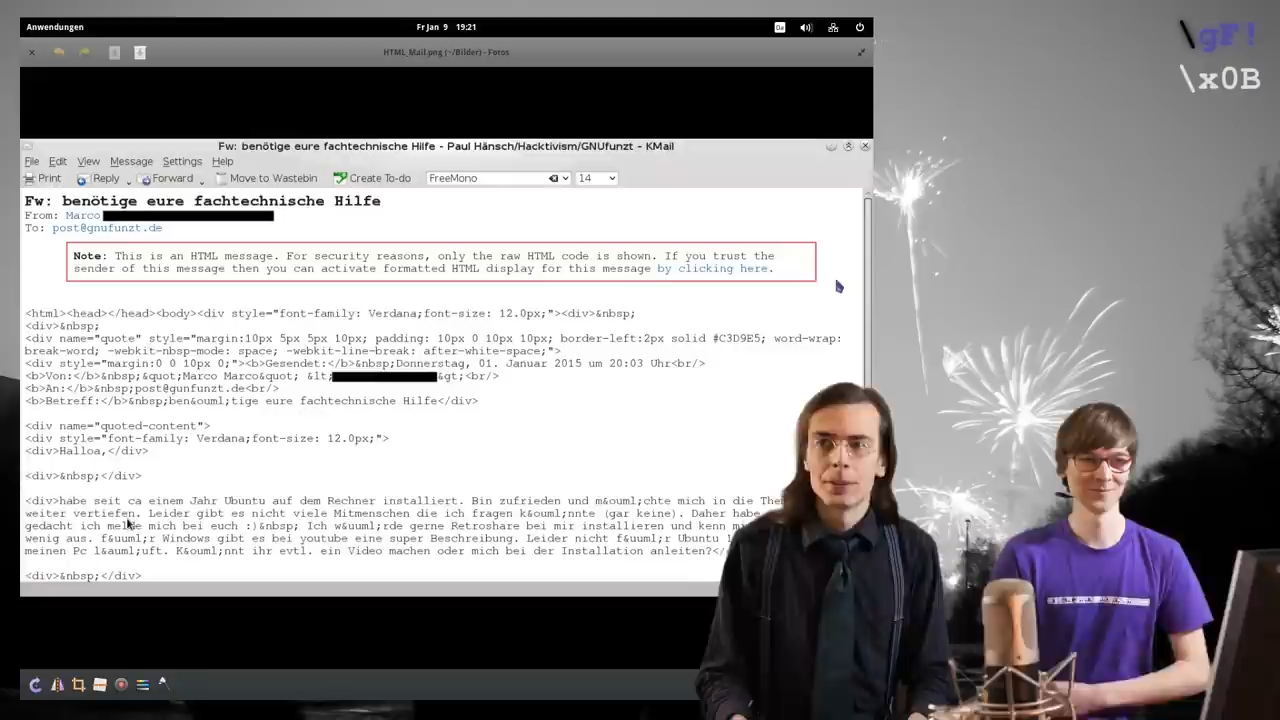 Anwendungen
Fr Jan 9 19:21
\gF!
\x0B
HTML_Mail.png (~/Bilder) - Fotos
Fw: benötige eure fachtechnische Hilfe - Paul Hänsch/Hacktivism/GNUfunzt - KMail
File Edit View Message Settings Help
Print Reply Forward Move to Wastebin Create To-do FreeMono 14
Fw: benötige eure fachtechnische Hilfe
From: Marco
To: post@gnufunzt.de
Note: This is an HTML message. For security reasons, only the raw HTML code is shown. If you trust the
sender of this message then you can activate formatted HTML display for this message by clicking here.
<html><head></head><body><div style="font-family: Verdana;font-size: 12.0px;"><div>&nbsp;
<div>&nbsp;
<div name="quote" style="margin:10px 5px 5px 10px; padding: 10px 0 10px 10px; border-left:2px solid #C3D9E5; word-wrap:
break-word; -webkit-nbsp-mode: space; -webkit-line-break: after-white-space;">
<div style="margin:0 0 10px 0;"><b>Gesendet:</b>&nbsp;Donnerstag, 01. Januar 2015 um 20:03 Uhr<br/>
<b>Von:</b>&nbsp;&quot;Marco Marco&quot; &lt; &gt;<br/>
<b>An:</b>&nbsp;post@gunfunzt.de<br/>
<b>Betreff:</b>&nbsp;ben&ouml;tige eure fachtechnische Hilfe</div>
<div name="quoted-content">
<div style="font-family: Verdana;font-size: 12.0px;">
<div>Halloa,</div>
<div>&nbsp;</div>
<div>habe seit ca einem Jahr Ubuntu auf dem Rechner installiert. Bin zufrieden und m&ouml;chte mich in die
weiter vertiefen. Leider gibt es nicht viele Mitmenschen die ich fragen k&ouml;nnte (gar keine). Daher habe
gedacht ich melde mich bei euch :)&nbsp; Ich w&uuml;rde gerne Retroshare bei mir installieren und kenn
wenig aus. f&uuml;r Windows gibt es bei youtube eine super Beschreibung. Leider nicht f&uuml;r Ubuntu
meinen Pc l&auml;uft. K&ouml;nnt ihr evtl. ein Video machen oder mich bei der Installation anleiten?<
<div>&nbsp;</div>